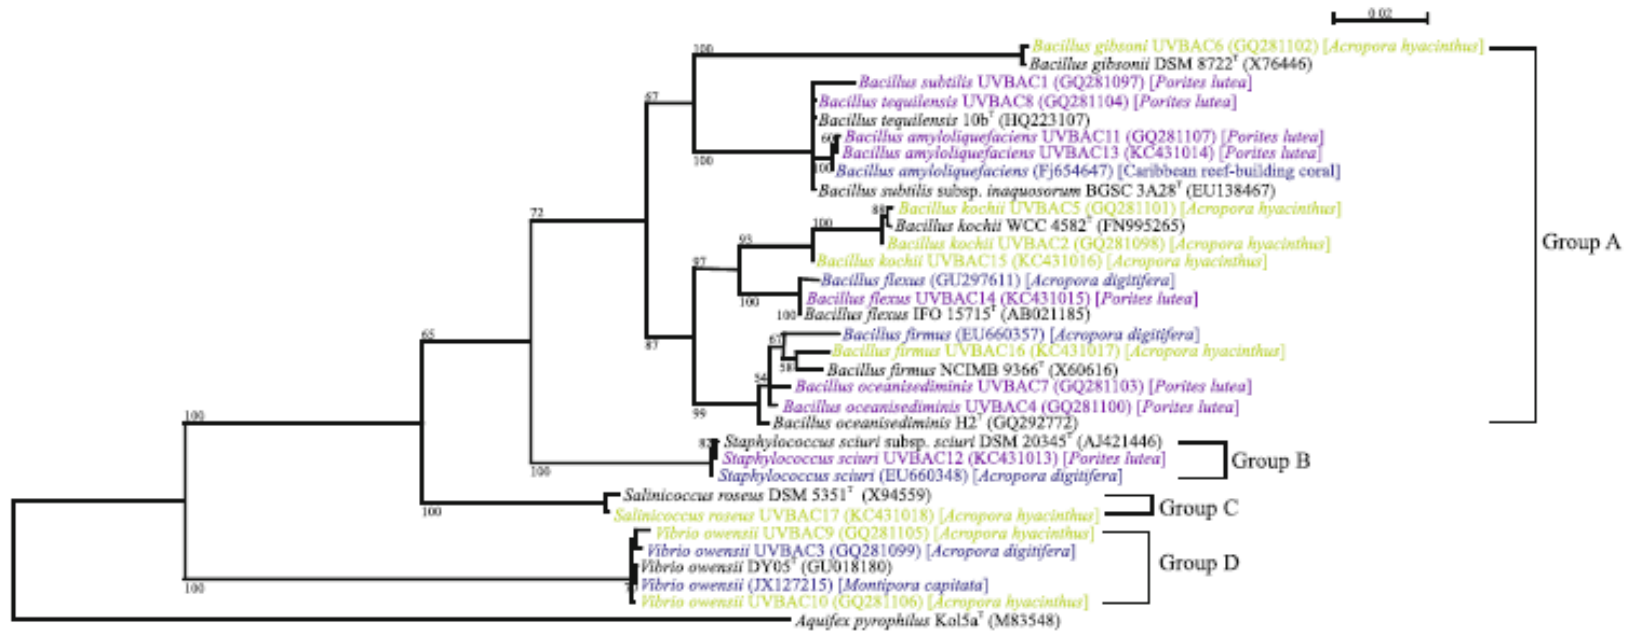 0.02
100
Bacillus gibsoni UVBAC6 (GQ281102) [Acropora hyacinthus]
Bacillus gibsonii DSM 8722T (X76446)
Bacillus subtilis UVBAC1 (GQ281097) [Porites lutea]
67
Bacillus tequilensis UVBAC8 (GQ281104) [Porites lutea]
Bacillus tequilensis 10bT (HQ223107)
60
Bacillus amyloliquefaciens UVBAC11 (GQ281107) [Porites lutea]
Bacillus amyloliquefaciens UVBAC13 (KC431014) [Porites lutea]
100
100
Bacillus amyloliquefaciens (Fj654647) [Caribbean reef-building coral]
Bacillus subtilis subsp. inaquosorum BGSC 3A28T (EU138467)
72
88
Bacillus kochii UVBAC5 (GQ281101) [Acropora hyacinthus]
100
Bacillus kochii WCC 4582T (FN995265)
93
Bacillus kochii UVBAC2 (GQ281098) [Acropora hyacinthus]
Group A
97
Bacillus kochii UVBAC15 (KC431016) [Acropora hyacinthus]
Bacillus flexus (GU297611) [Acropora digitifera]
100
Bacillus flexus UVBAC14 (KC431015) [Porites lutea]
100
Bacillus flexus IFO 15715T (AB021185)
65
87
67
Bacillus firmus (EU660357) [Acropora digitifera]
Bacillus firmus UVBAC16 (KC431017) [Acropora hyacinthus]
58
Bacillus firmus NCIMB 9366T (X60616)
54
Bacillus oceanisediminis UVBAC7 (GQ281103) [Porites lutea]
Bacillus oceanisediminis UVBAC4 (GQ281100) [Porites lutea]
100
99
Bacillus oceanisediminis H2T (GQ292772)
Staphylococcus sciuri subsp. sciuri DSM 20345T (AJ421446)
Staphylococcus sciuri UVBAC12 (KC431013) [Porites lutea]
Group B
100
Staphylococcus sciuri (EU660348) [Acropora digitifera]
Salinicoccus roseus DSM 5351T (X94559)
100
Salinicoccus roseus UVBAC17 (KC431018) [Acropora hyacinthus]
Group C
Vibrio owensii UVBAC9 (GQ281105) [Acropora hyacinthus]
Vibrio owensii UVBAC3 (GQ281099) [Acropora digitifera]
Vibrio owensii DY05T (GU018180)
Group D
100
Vibrio owensii (JX127215) [Montipora capitata]
Vibrio owensii UVBAC10 (GQ281106) [Acropora hyacinthus]
Aquifex pyrophilus Kol5aT (M83548)